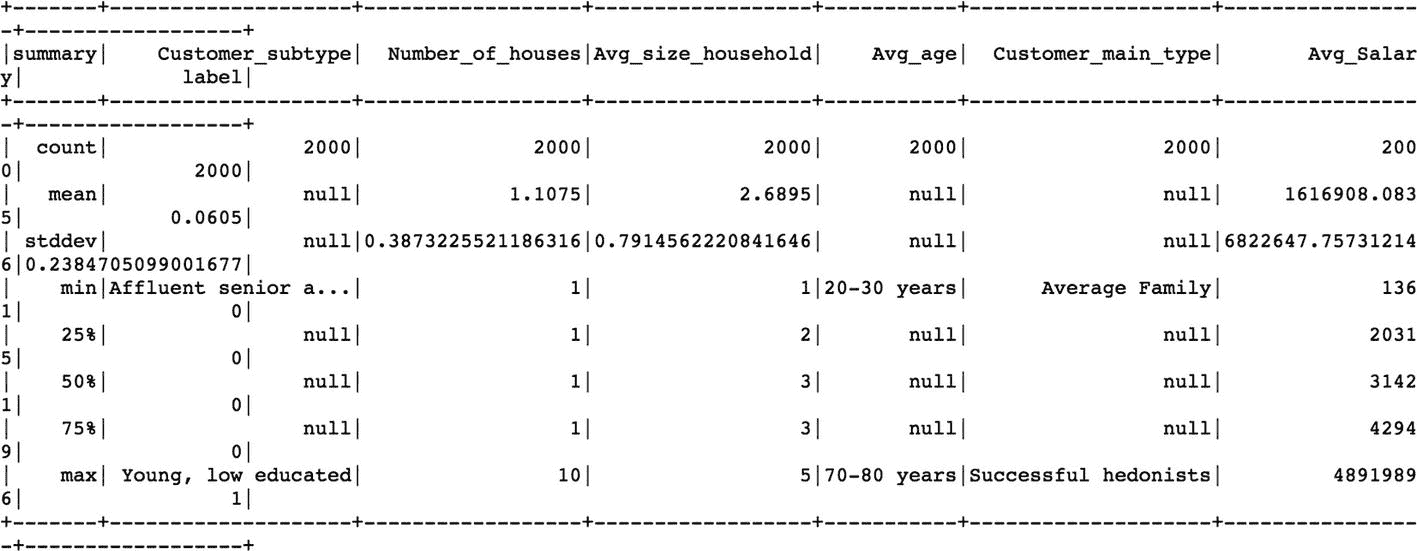 +-------+--------------------+------------------+------------------+-----------+--------------------+----------------
-+------------------+
|summary|    Customer_subtype|  Number_of_houses|Avg_size_household|    Avg_age|  Customer_main_type|       Avg_Salar
y|             label|
+-------+--------------------+------------------+------------------+-----------+--------------------+----------------
-+------------------+
|  count|                2000|              2000|              2000|       2000|                2000|             200
0|              2000|
|   mean|                null|            1.1075|            2.6895|       null|                null|     1616908.083
5|            0.0605|
| stddev|                null|0.3873225521186316|0.7914562220841646|       null|                null|6822647.75731214
6|0.2384705099001677|
|    min|Affluent senior a...|                 1|                 1|20-30 years|      Average Family|             136
1|                 0|
|    25%|                null|                 1|                 2|       null|                null|            2031
5|                 0|
|    50%|                null|                 1|                 3|       null|                null|            3142
1|                 0|
|    75%|                null|                 1|                 3|       null|                null|            4294
9|                 0|
|    max| Young, low educated|                10|                 5|70-80 years|Successful hedonists|         4891989
6|                 1|
+-------+--------------------+------------------+------------------+-----------+--------------------+----------------
-+------------------+